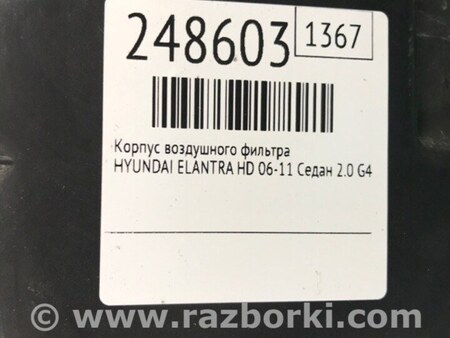 248603
1367
Корпус воздушного фильтра
HYUNDAI ELANTRA HD 06-11 Седан 2.0 G4
© www.razborki.com